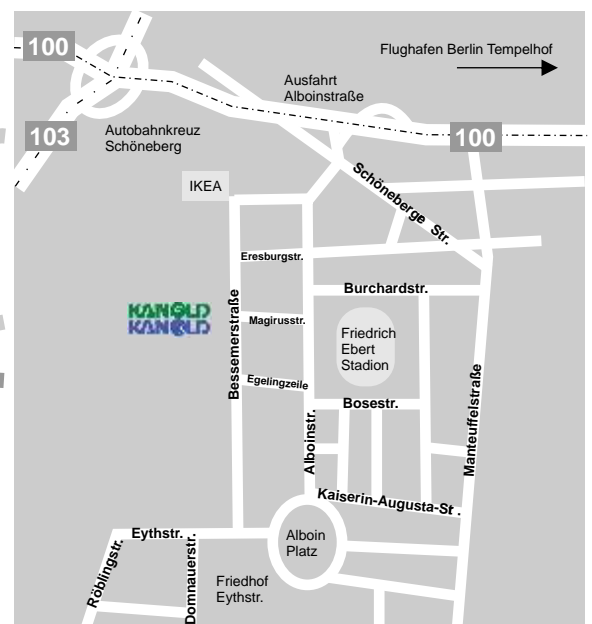 100
Flughafen Berlin Tempelhof
Ausfahrt
Alboinstraße
103
Autobahnkreuz
Schöneberg
100
IKEA
Schöneberge Str.
Eresburgstr.
Burchardstr.
KANOLD
KANOLD
Bessemerstraße
Magirusstr.
Friedrich
Ebert
Stadion
Egelingzeile
Bosestr.
Manteuffelstraße
Alboinstr.
Kaiserin-Augusta-St .
Eythstr.
Alboin
Platz
Röblingstr.
Domnauerstr.
Friedhof
Eythstr.